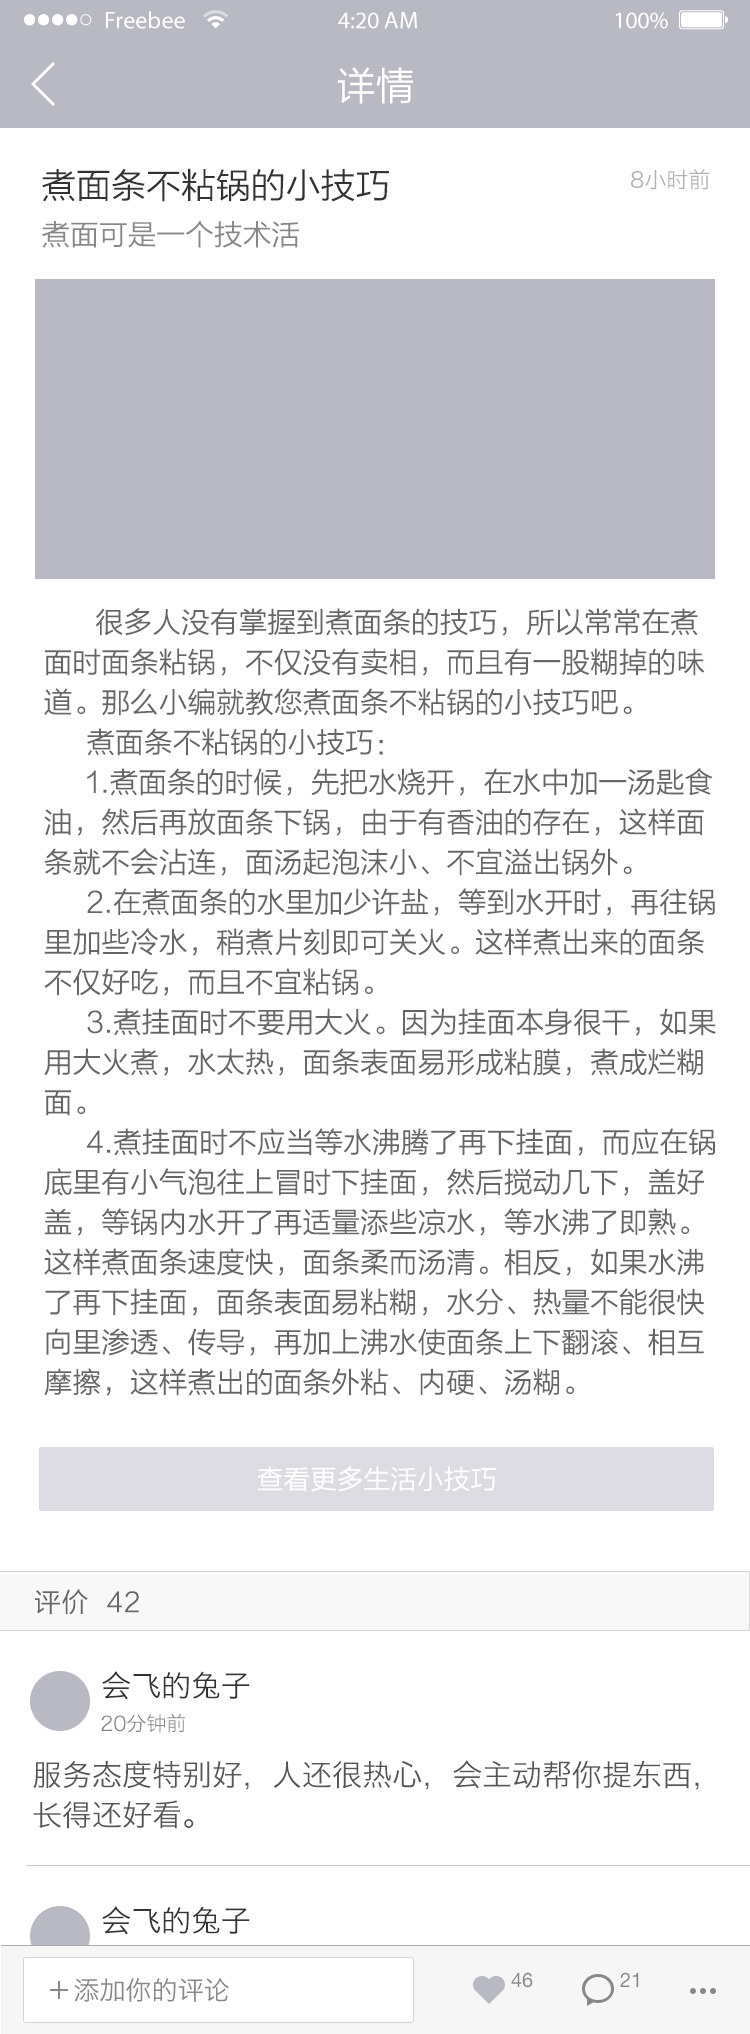 Freebee 4:20 AM 100%
详情
煮面条不粘锅的小技巧 8小时前
煮面可是一个技术活
很多人没有掌握到煮面条的技巧，所以常常在煮
面时面条粘锅，不仅没有卖相，而且有一股糊掉的味
道。那么小编就教您煮面条不粘锅的小技巧吧。
煮面条不粘锅的小技巧：
1.煮面条的时候，先把水烧开，在水中加一汤匙食
油，然后再放面条下锅，由于有香油的存在，这样面
条就不会沾连，面汤起泡沫小、不宜溢出锅外。
2.在煮面条的水里加少许盐，等到水开时，再往锅
里加些冷水，稍煮片刻即可关火。这样煮出来的面条
不仅好吃，而且不宜粘锅。
3.煮挂面时不要用大火。因为挂面本身很干，如果
用大火煮，水太热，面条表面易形成粘膜，煮成烂糊
面。
4.煮挂面时不应当等水沸腾了再下挂面，而应在锅
底里有小气泡往上冒时下挂面，然后搅动几下，盖好
盖，等锅内水开了再适量添些凉水，等水沸了即熟。
这样煮面条速度快，面条柔而汤清。相反，如果水沸
了再下挂面，面条表面易粘糊，水分、热量不能很快
向里渗透、传导，再加上沸水使面条上下翻滚、相互
摩擦，这样煮出的面条外粘、内硬、汤糊。
查看更多生活小技巧
评价 42
会飞的兔子
20分钟前
服务态度特别好，人还很热心，会主动帮你提东西，
长得还好看。
会飞的兔子
+添加你的评论 46 21